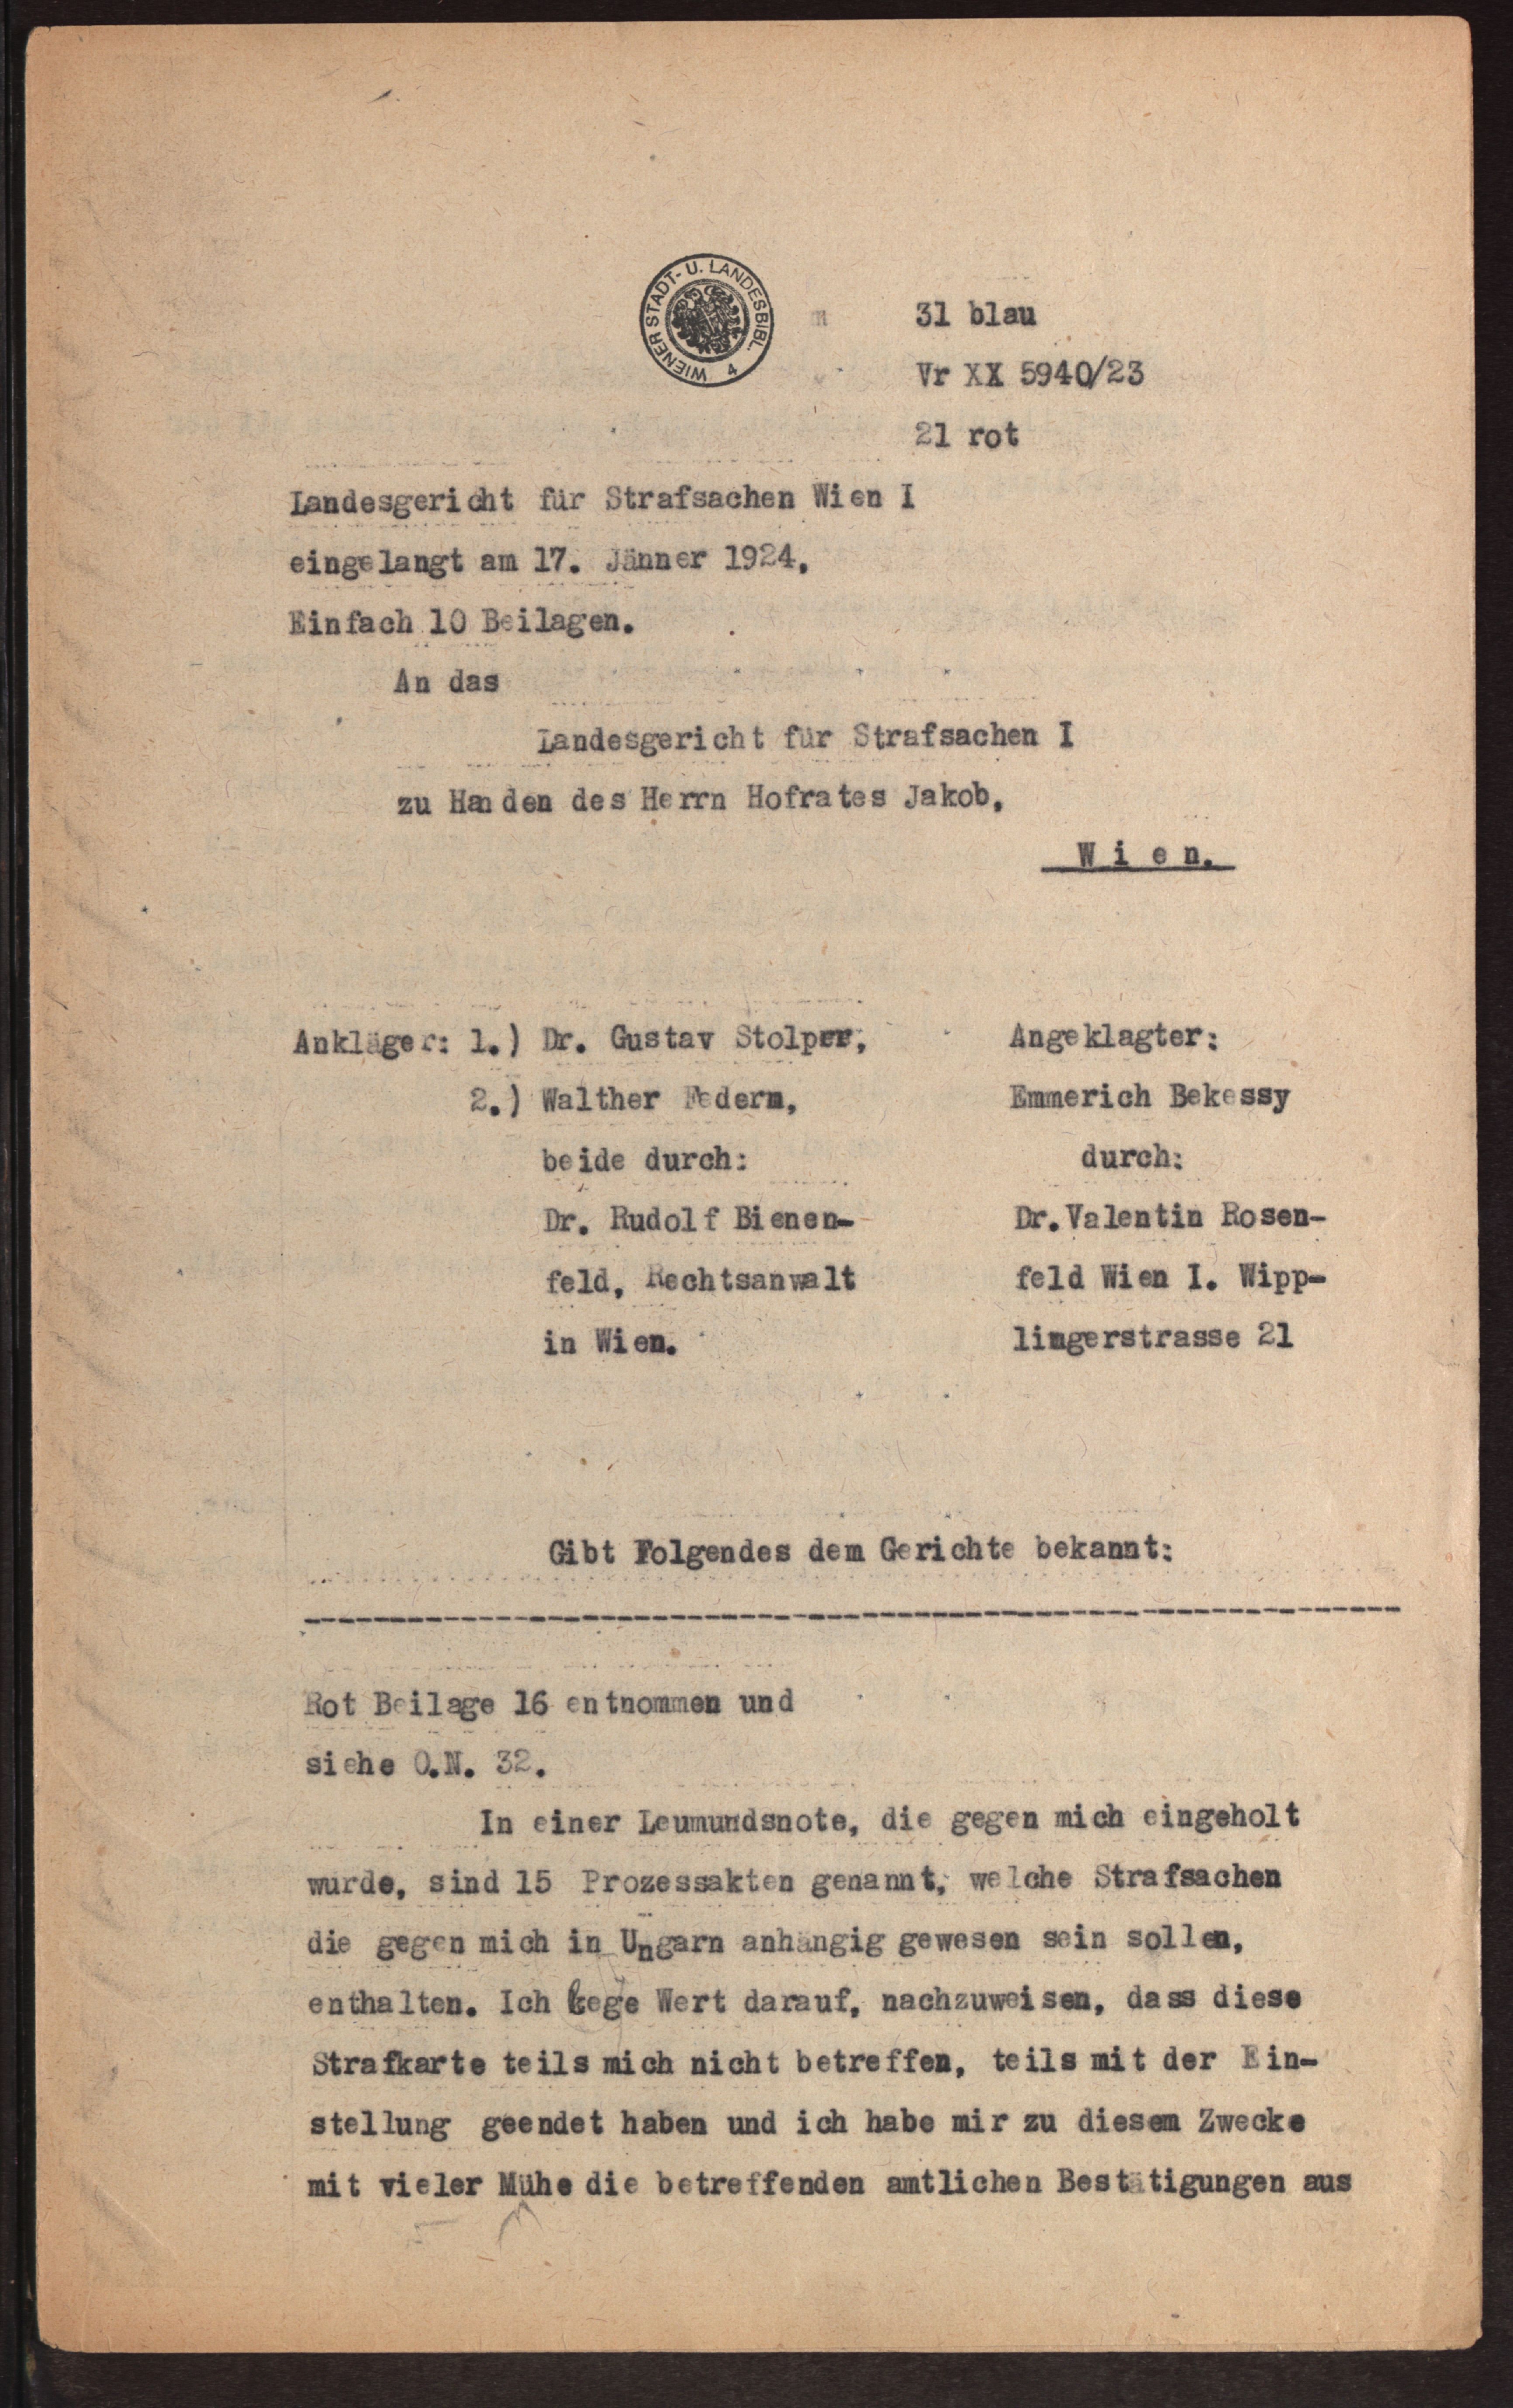 WIENER STADT- U. LANDESBIBL. 4
31 blau
Vr XX 5940/23
21 rot
Landesgericht für Strafsachen Wien I
eingelangt am 17. Jänner 1924.
Einfach 10 Beilagen.
An das
Landesgericht für Strafsachen I
zu Handen des Herrn Hofrates Jakob,
W i e n.
Ankläger: 1.) Dr. Gustav Stolper,
2.) Walther Federn,
beide durch:
Dr. Rudolf Bienen-
feld, Rechtsanwalt
in Wien.
Angeklagter:
Emmerich Bekessy
durch:
Dr. Valentin Rosen-
feld Wien I. Wipp-
lingerstrasse 21
Gibt Folgendes dem Gerichte bekannt:
Rot Beilage 16 entnommen und
siehe O.N. 32.
In einer Leumundsnote, die gegen mich eingeholt
wurde, sind 15 Prozessakten genannt, welche Strafsachen
die gegen mich in Ungarn anhängig gewesen sein sollen,
enthalten. Ich lege Wert darauf, nachzuweisen, dass diese
Strafkarte teils mich nicht betreffen, teils mit der Ein-
stellung geendet haben und ich habe mir zu diesem Zwecke
mit vieler Mühe die betreffenden amtlichen Bestätigungen aus